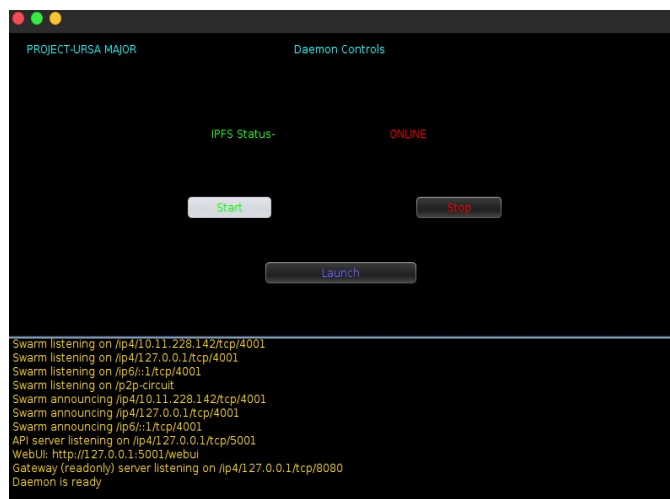 PROJECT-URSA MAJOR Daemon Controls
IPFS Status- ONLINE
Start Stop
Launch
Swarm listening on /ip4/10.11.228.142/tcp/4001
Swarm listening on /ip4/127.0.0.1/tcp/4001
Swarm listening on /ip6/::1/tcp/4001
Swarm listening on /p2p-circuit
Swarm announcing /ip4/10.11.228.142/tcp/4001
Swarm announcing /ip4/127.0.0.1/tcp/4001
Swarm announcing /ip6/::1/tcp/4001
API server listening on /ip4/127.0.0.1/tcp/5001
WebUI: http://127.0.0.1:5001/webui
Gateway (readonly) server listening on /ip4/127.0.0.1/tcp/8080
Daemon is ready